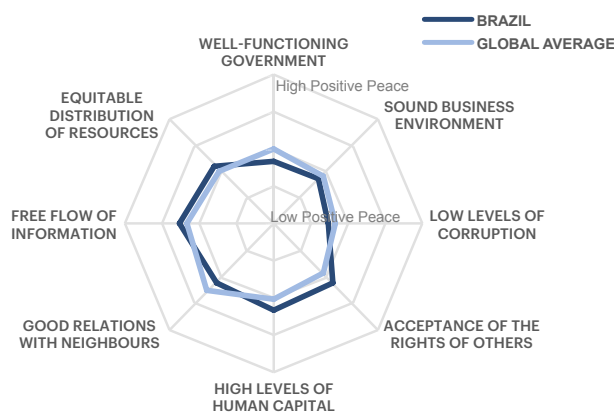 BRAZIL
GLOBAL AVERAGE
WELL-FUNCTIONING
GOVERNMENT
High Positive Peace
EQUITABLE
DISTRIBUTION
OF RESOURCES
SOUND BUSINESS
ENVIRONMENT
FREE FLOW OF
INFORMATION
Low Positive Peace
LOW LEVELS OF
CORRUPTION
GOOD RELATIONS
WITH NEIGHBOURS
ACCEPTANCE OF THE
RIGHTS OF OTHERS
HIGH LEVELS OF
HUMAN CAPITAL